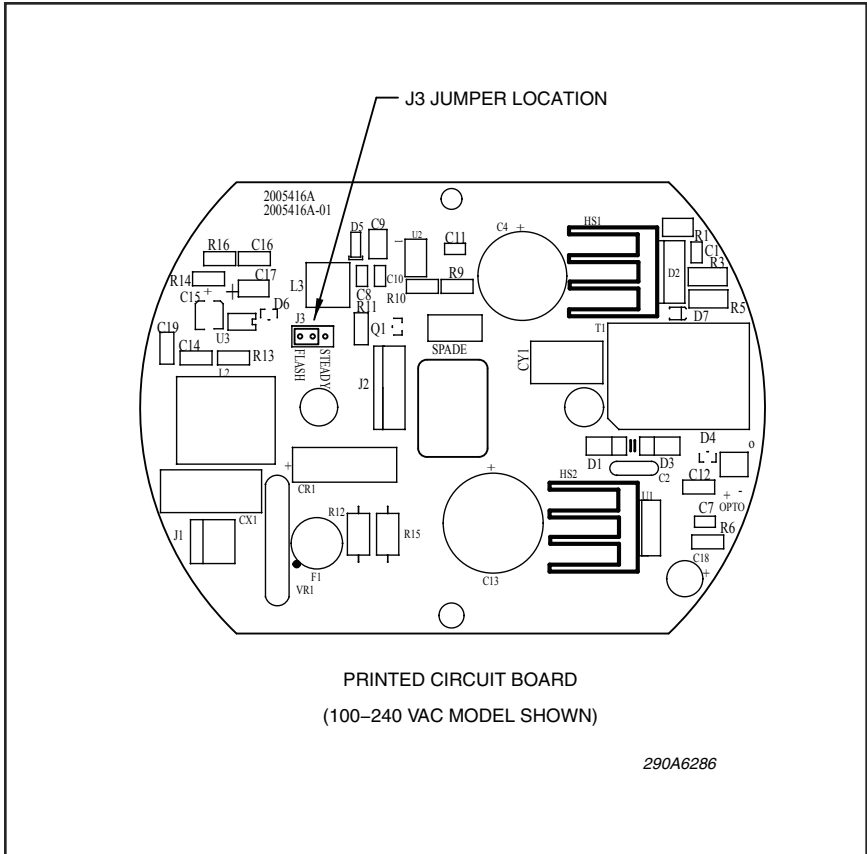 J3 JUMPER LOCATION
2005416A
2005416A-01
D5
C9
U2
C11
C4
+
HS1
R1
C1
R3
D2
R5
D7
T1
R16
C16
R14
C17
+
+
C15
D6
U3
L3
C8
C10
R10
R9
R11
J3
Q1
FLASH
STEADY
SPADE
CY1
C19
C14
R13
L2
J2
D1
D3
D4
o
C2
C12
+
-
OPTO
C7
R6
C18
+
HS2
U1
+
C13
+
CR1
CX1
J1
R12
R15
F1
VR1
PRINTED CIRCUIT BOARD
(100–240 VAC MODEL SHOWN)
290A6286